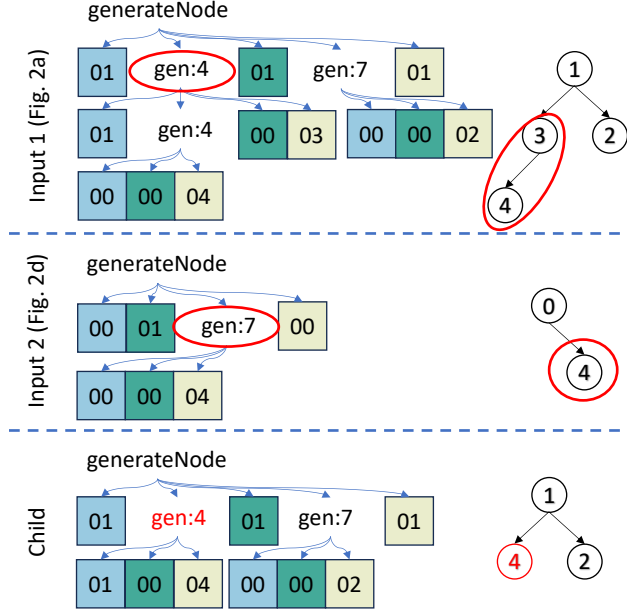 Input 1 (Fig. 2a)
generateNode
01 gen:4 01 gen:7 01
01 gen:4 00 03 00 00 02
00 00 04
1
3 2
4
Input 2 (Fig. 2d)
generateNode
00 01 gen:7 00
00 00 04
0
4
Child
generateNode
01 gen:4 01 gen:7 01
01 00 04 00 00 02
1
4 2